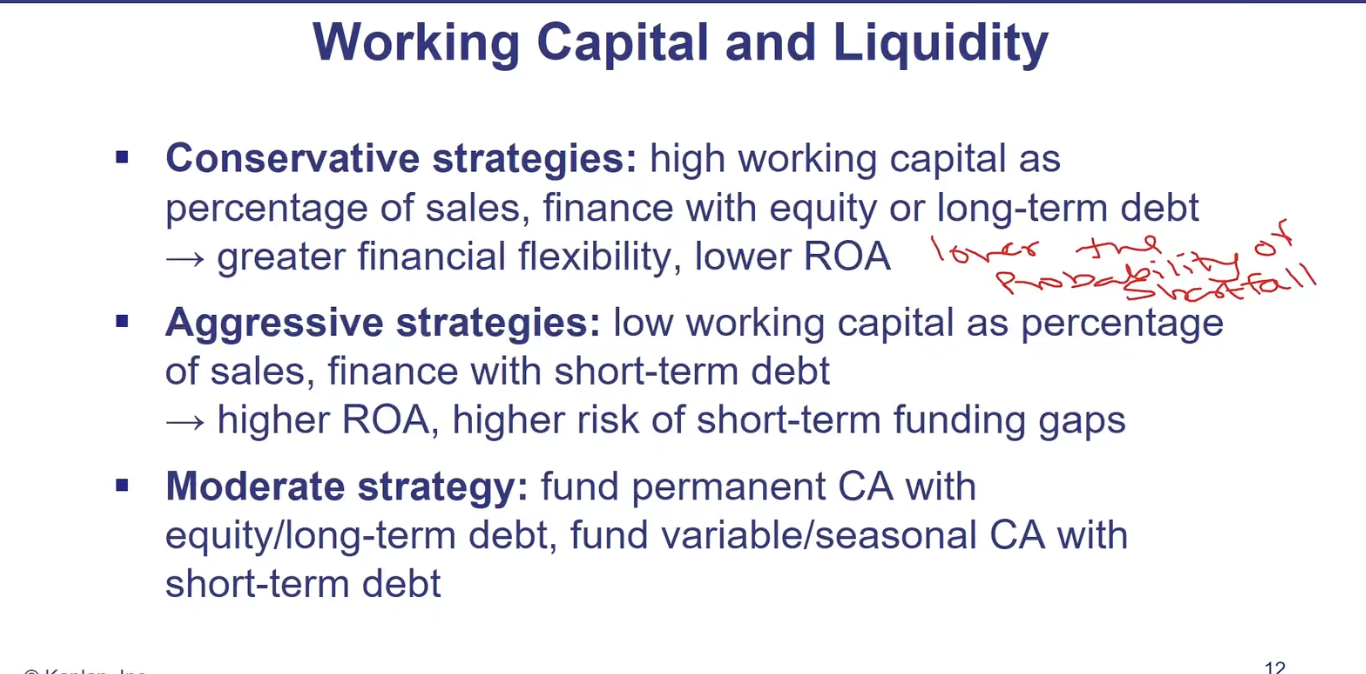 Working Capital and Liquidity
▪ Conservative strategies: high working capital as
percentage of sales, finance with equity or long-term debt
→ greater financial flexibility, lower ROA
lower the
Probability of
Shortfall
▪ Aggressive strategies: low working capital as percentage
of sales, finance with short-term debt
→ higher ROA, higher risk of short-term funding gaps
▪ Moderate strategy: fund permanent CA with
equity/long-term debt, fund variable/seasonal CA with
short-term debt
© Kaplan, Inc.
12